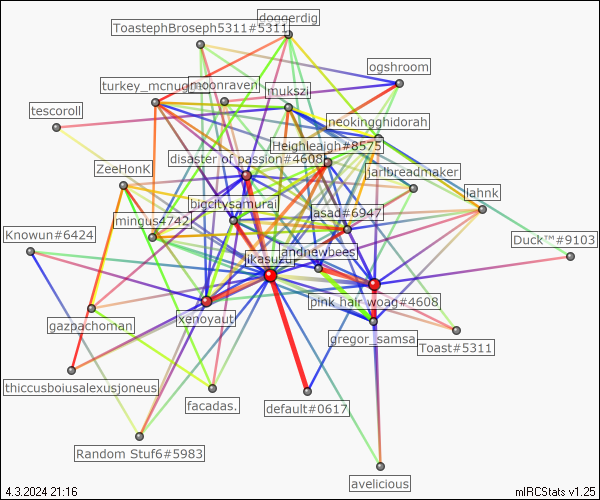 doggerdig
ToastephBroseph5311#5311
ogshroom
turkey_mcnug
moonraven
mukszi
tescoroll
neokingghidorah
Heighleaigh#8575
disaster of passion#4608
ZeeHonK
jarlbreadmaker
bigcitysamurai
jahnk
mingus4742
asad#6947
Knowun#6424
Duck™#9103
andnewbees
jikasuzu
pink hair woag#4608
xenoyaut
gazpachoman
gregor_samsa
Toast#5311
thiccusboiusalexusjoneus
facadas.
default#0617
Random Stuf6#5983
avelicious
4.3.2024 21:16
mIRCStats v1.25